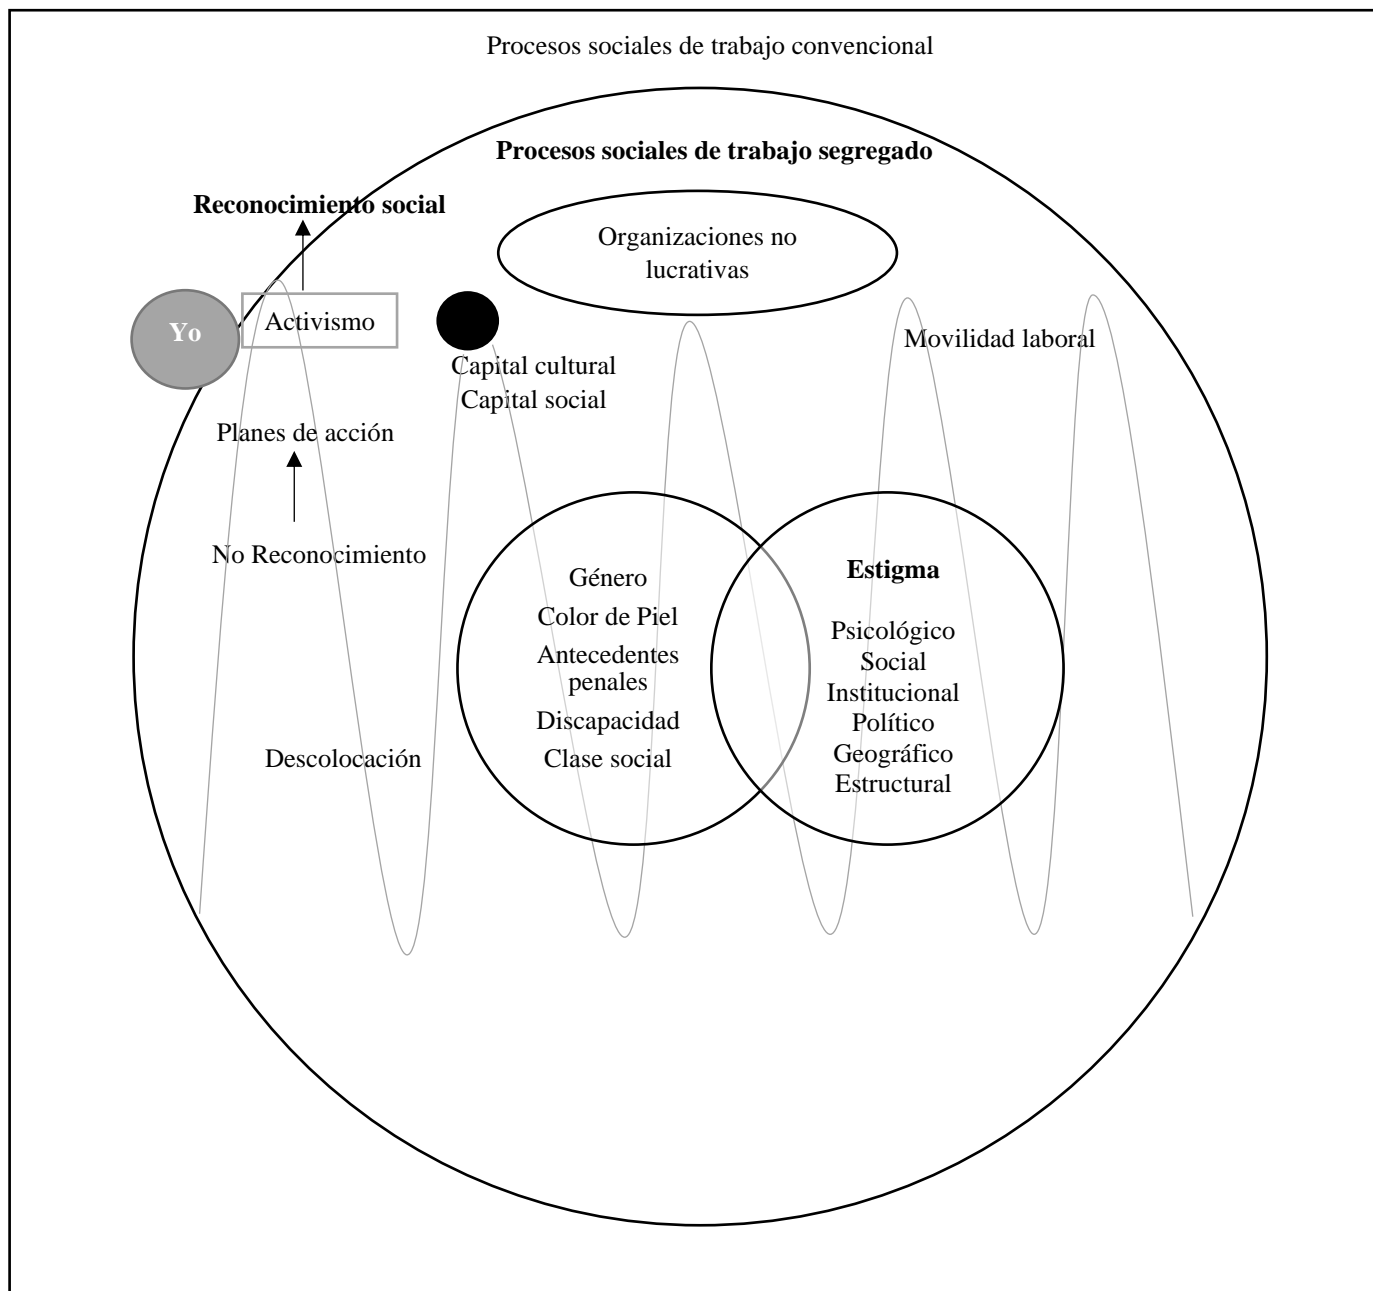 Procesos sociales de trabajo convencional
Procesos sociales de trabajo segregado
Reconocimiento social
Organizaciones no
lucrativas
Yo
Activismo
Movilidad laboral
Capital cultural
Capital social
Planes de acción
No Reconocimiento
Descolocación
Género
Color de Piel
Antecedentes
penales
Discapacidad
Clase social
Estigma
Psicológico
Social
Institucional
Político
Geográfico
Estructural